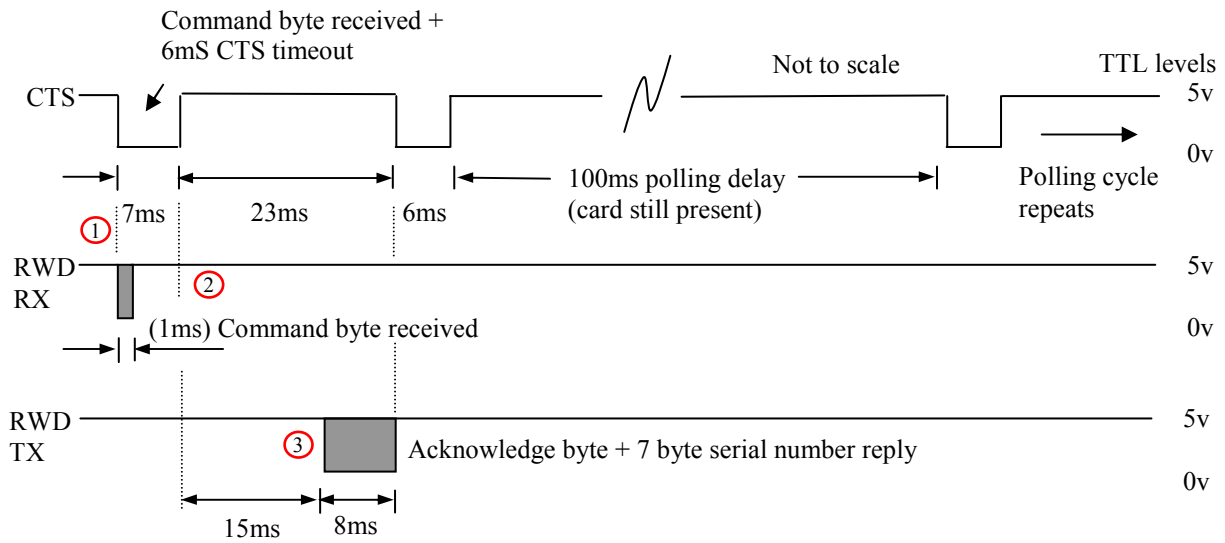 Command byte received +
6mS CTS timeout
Not to scale
TTL levels
CTS
5v
0v
100ms polling delay
(card still present)
Polling cycle
repeats
7ms
23ms
6ms
1
RWD
RX
5v
2
0v
(1ms) Command byte received
RWD
TX
5v
3
Acknowledge byte + 7 byte serial number reply
0v
15ms
8ms